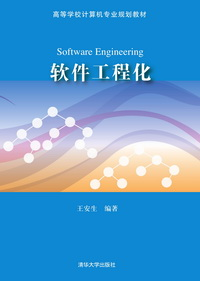 高等学校计算机专业规划教材
Software Engineering
软件工程化
王安生 编著
清华大学出版社